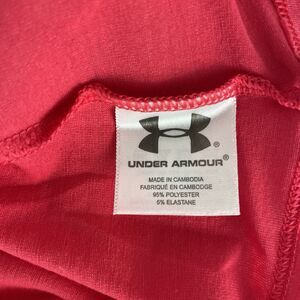 UNDER ARMOUR®
MADE IN CAMBODIA
FABRIQUÉ EN CAMBODGE
95% POLYESTER
5% ELASTANE